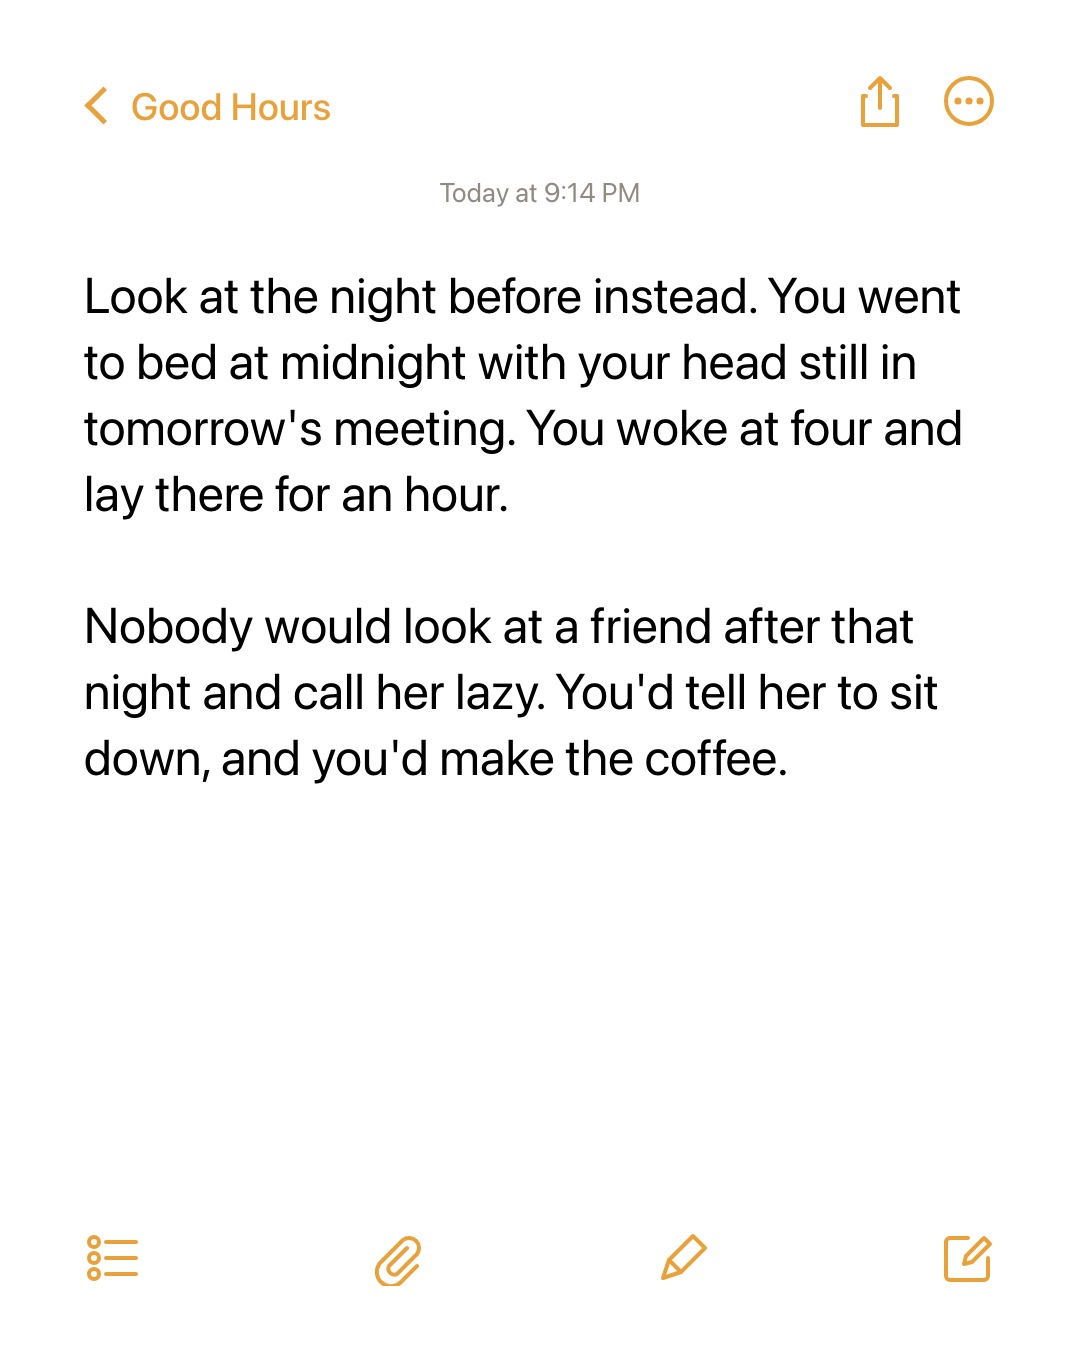 Good Hours
Today at 9:14 PM
Look at the night before instead. You went
to bed at midnight with your head still in
tomorrow's meeting. You woke at four and
lay there for an hour.
Nobody would look at a friend after that
night and call her lazy. You'd tell her to sit
down, and you'd make the coffee.